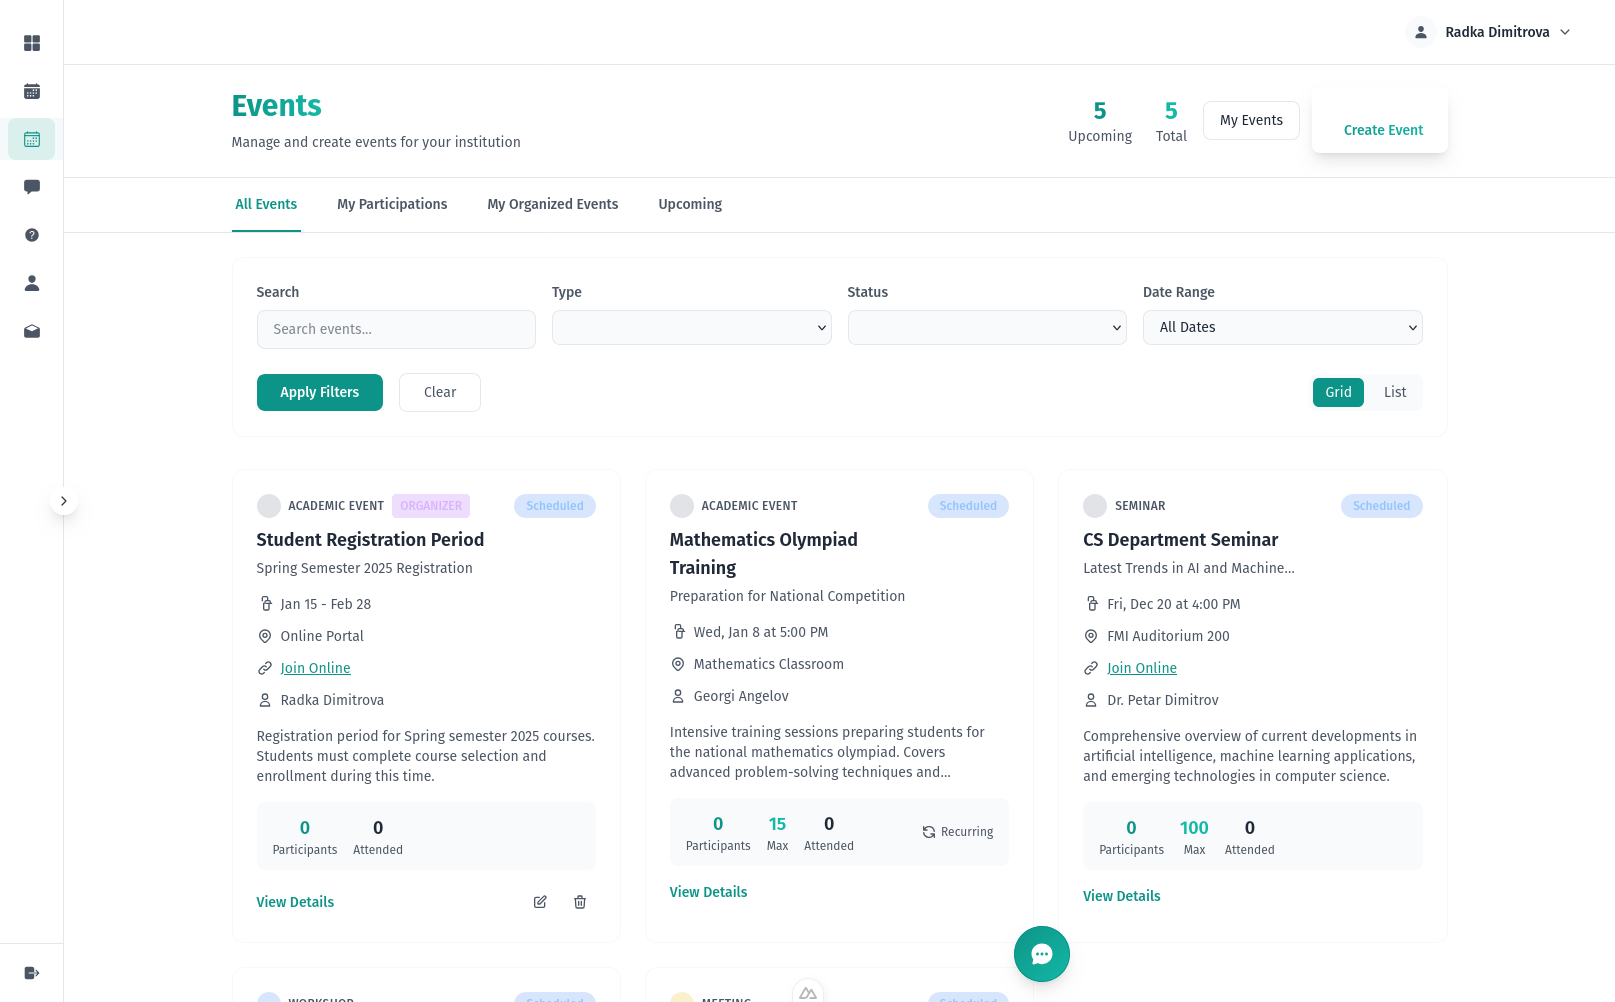 Radka Dimitrova
Events
Manage and create events for your institution
5
Upcoming
5
Total
My Events
Create Event
All Events
My Participations
My Organized Events
Upcoming
Search
Type
Status
Date Range
Search events...
All Dates
Apply Filters
Clear
Grid
List
ACADEMIC EVENT
ORGANIZER
Scheduled
Student Registration Period
Spring Semester 2025 Registration
Jan 15 - Feb 28
Online Portal
Join Online
Radka Dimitrova
Registration period for Spring semester 2025 courses.
Students must complete course selection and
enrollment during this time.
0
Participants
0
Attended
View Details
ACADEMIC EVENT
Scheduled
Mathematics Olympiad
Training
Preparation for National Competition
Wed, Jan 8 at 5:00 PM
Mathematics Classroom
Georgi Angelov
Intensive training sessions preparing students for
the national mathematics olympiad. Covers
advanced problem-solving techniques and...
0
Participants
15
Max
0
Attended
Recurring
View Details
SEMINAR
Scheduled
CS Department Seminar
Latest Trends in AI and Machine...
Fri, Dec 20 at 4:00 PM
FMI Auditorium 200
Join Online
Dr. Petar Dimitrov
Comprehensive overview of current developments in
artificial intelligence, machine learning applications,
and emerging technologies in computer science.
0
Participants
100
Max
0
Attended
View Details
WORKSHOP
Scheduled
MEETING
Scheduled